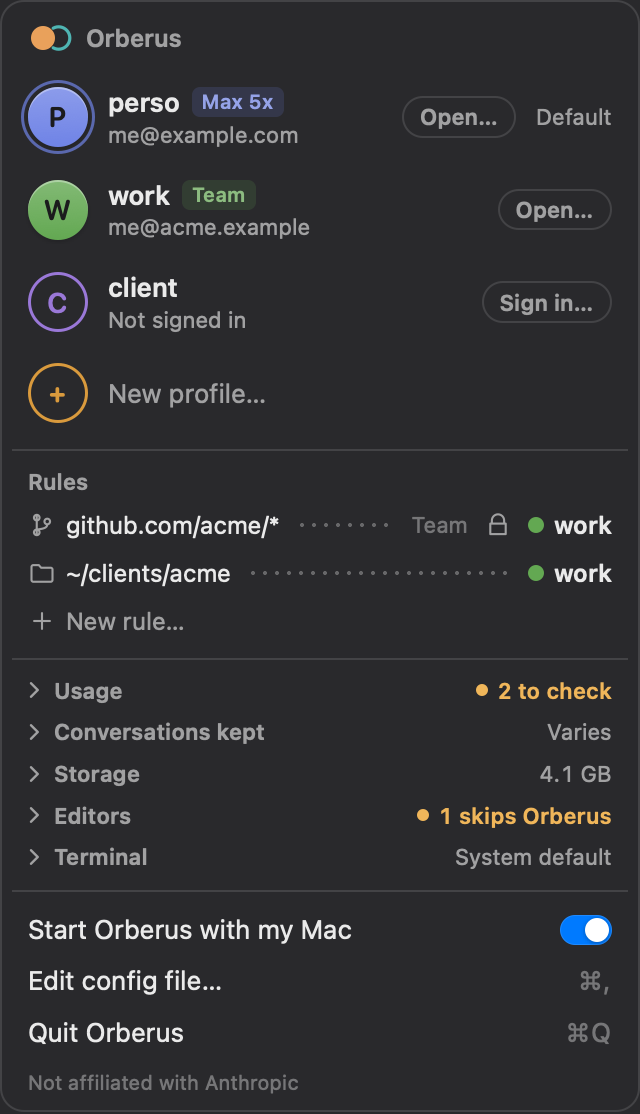 Orberus
P
perso Max 5x
me@example.com
Open...
Default
W
work Team
me@acme.example
Open...
C
client
Not signed in
Sign in...
+ New profile...
Rules
github.com/acme/* ········ Team work
~/clients/acme ····················· work
+ New rule...
Usage 2 to check
Conversations kept Varies
Storage 4.1 GB
Editors 1 skips Orberus
Terminal System default
Start Orberus with my Mac
Edit config file... ⌘,
Quit Orberus ⌘Q
Not affiliated with Anthropic